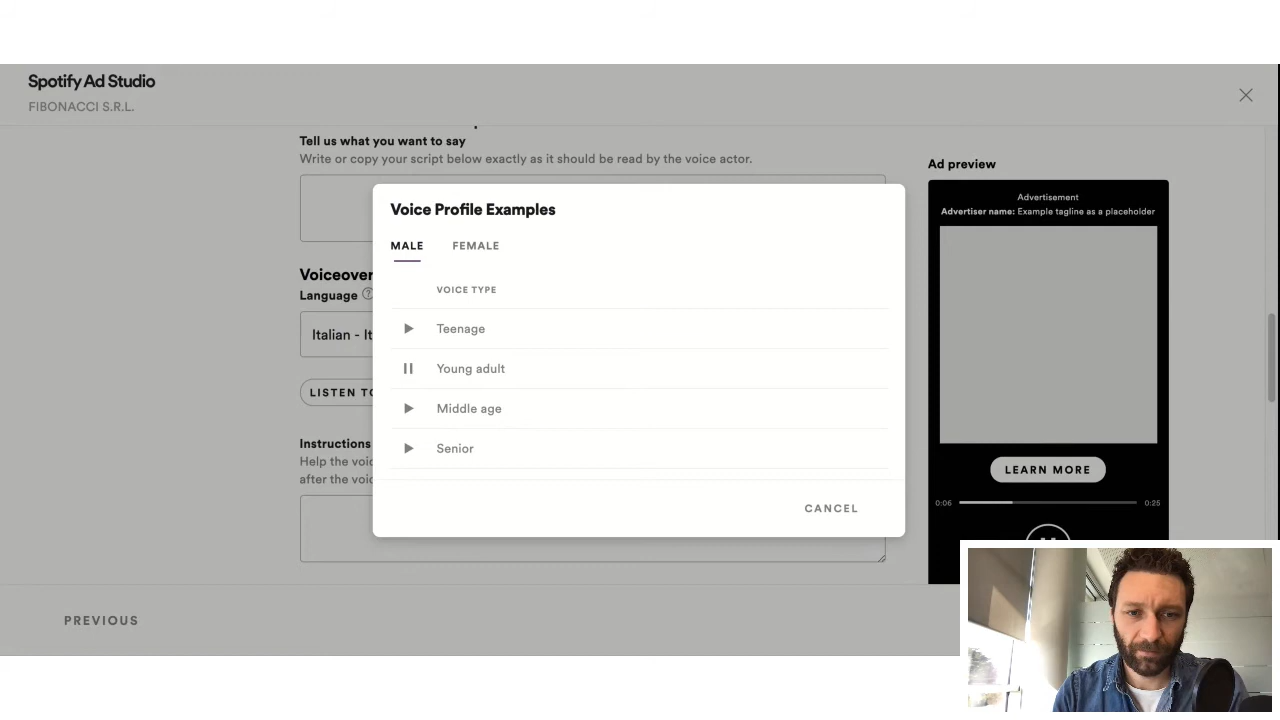 Spotify Ad Studio
FIBONACCI S.R.L.
Tell us what you want to say
Write or copy your script below exactly as it should be read by the voice actor.
Ad preview
Advertisement
Advertiser name: Example tagline as a placeholder
Voice Profile Examples
MALE FEMALE
VOICE TYPE
Teenage
Young adult
Middle age
Senior
CANCEL
Voiceover
Language
Italian - It
LISTEN TO
Instructions
Help the voic
after the voic
LEARN MORE
0:06 0:25
PREVIOUS